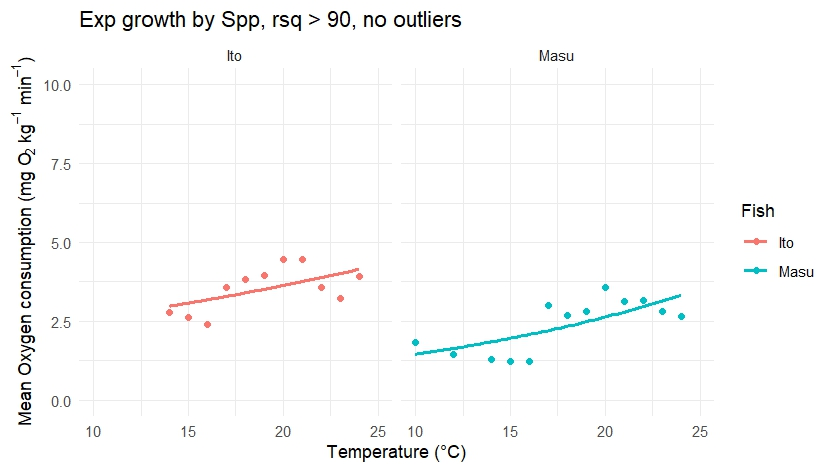 Exp growth by Spp, rsq > 90, no outliers
Ito Masu
Mean Oxygen consumption (mg O₂ kg⁻¹ min⁻¹)
10.0
7.5
5.0
2.5
0.0
10 15 20 25 10 15 20 25
Temperature (°C)
Fish
Ito
Masu